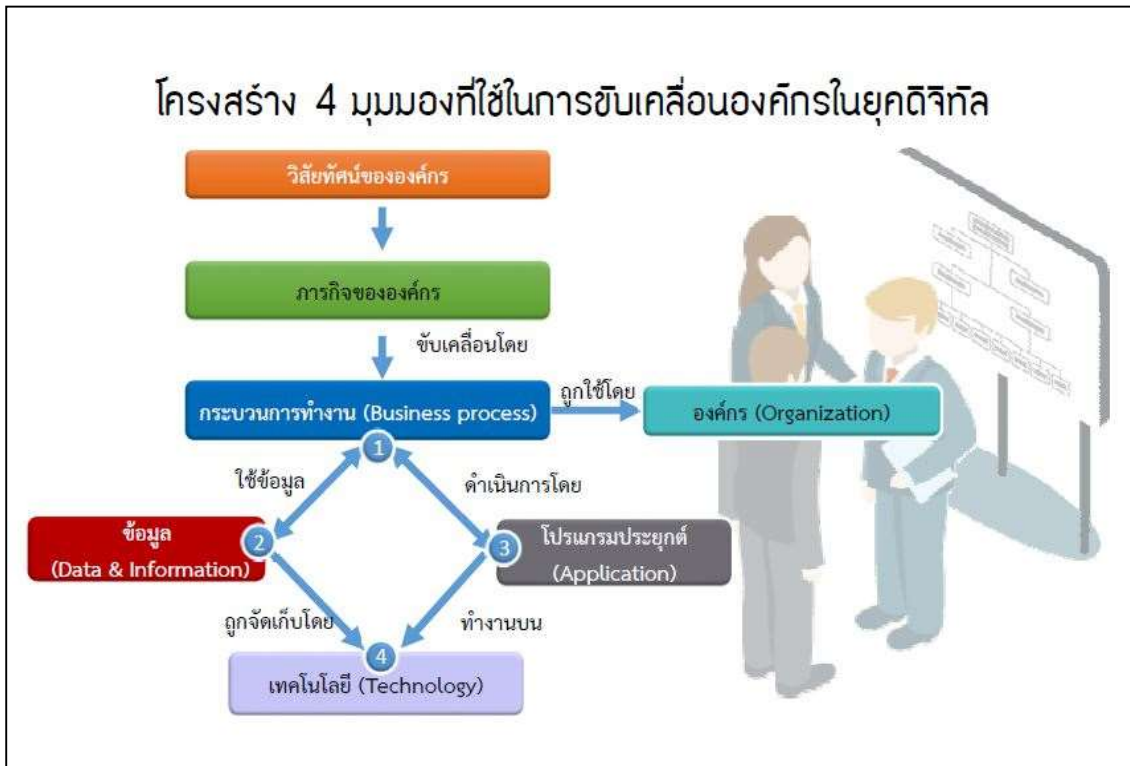 โครงสร้าง 4 มุมมองที่ใช้ในการขับเคลื่อนองค์กรในยุคดิจิทัล
วิสัยทัศน์ขององค์กร
ภารกิจขององค์กร
ขับเคลื่อนโดย
กระบวนการทำงาน (Business process)
ถูกใช้โดย
องค์กร (Organization)
1
ใช้ข้อมูล
ดำเนินการโดย
ข้อมูล
(Data & Information)
2
3
โปรแกรมประยุกต์
(Application)
ถูกจัดเก็บโดย
ทำงานบน
4
เทคโนโลยี (Technology)